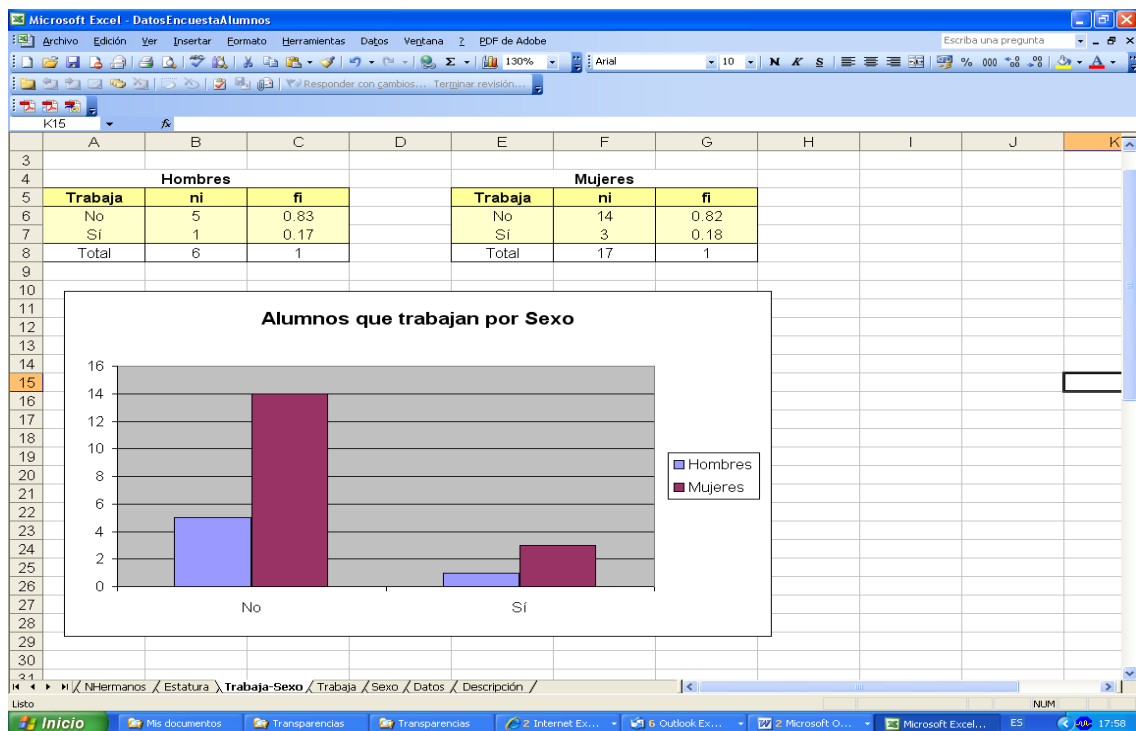 Microsoft Excel - DatosEncuestaAlumnos
Archivo Edición Ver Insertar Formato Herramientas Datos Ventana ? PDF de Adobe Escriba una pregunta
Σ 130% Arial 10 N K S % 000
Responder con cambios... Terminar revisión...
K15 fx
A B C D E F G H I J K
3
4 Hombres Mujeres
5 Trabaja ni fi Trabaja ni fi
6 No 5 0.83 No 14 0.82
7 Sí 1 0.17 Sí 3 0.18
8 Total 6 1 Total 17 1
9
10
11
Alumnos que trabajan por Sexo
12
13
14
15
16
17
18
19
20
21
22
23
24
25
26
27
28
29
30
31
16
14
12
10
8
6
4
2
0
No Sí
Hombres
Mujeres
NHermanos Estatura Trabaja-Sexo Trabaja Sexo Datos Descripción
Listo NUM
Inicio Mis documentos Transparencias Transparencias 2 Internet Ex... 6 Outlook Ex... 2 Microsoft O... Microsoft Excel... ES 17:58